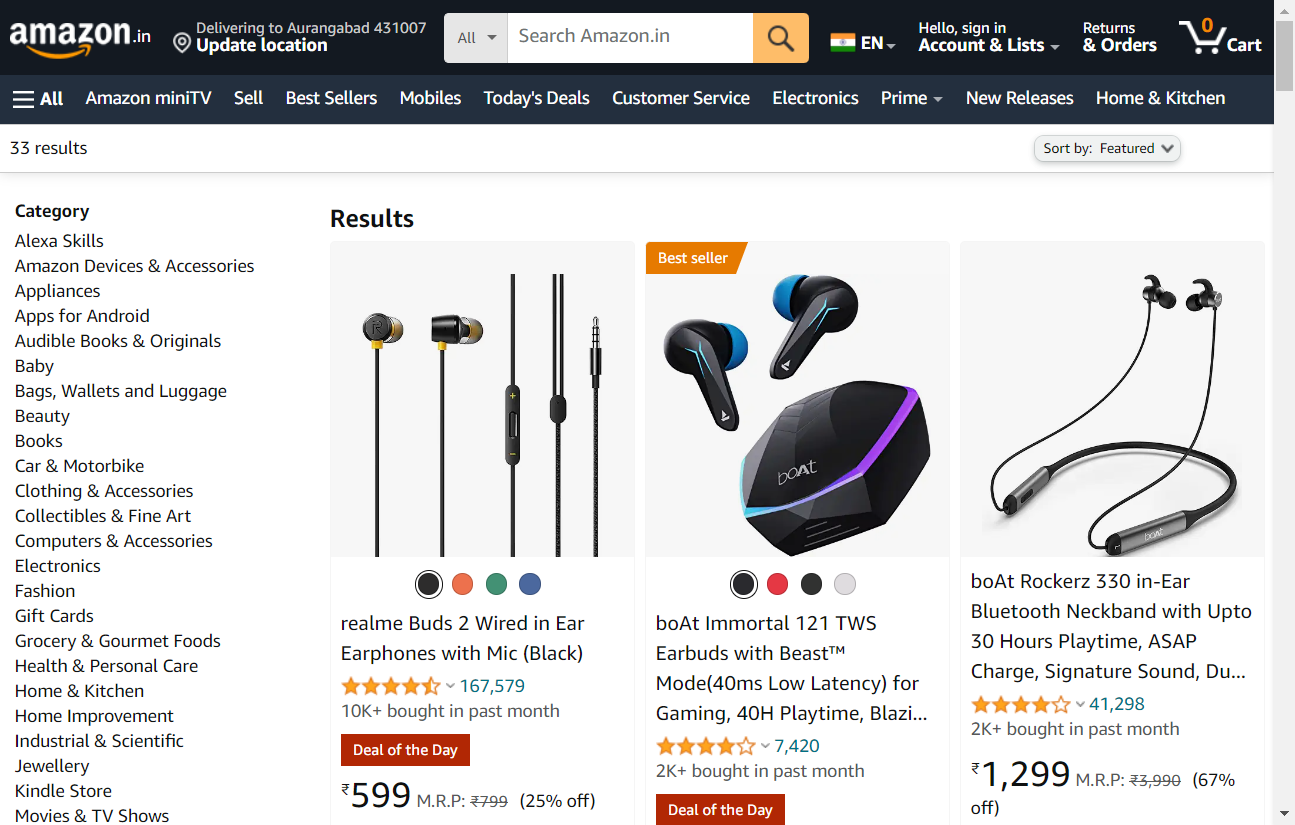 amazon.in
Delivering to Aurangabad 431007
Update location
All
Search Amazon.in
EN
Hello, sign in
Account & Lists
Returns
& Orders
0
Cart
All Amazon miniTV Sell Best Sellers Mobiles Today's Deals Customer Service Electronics Prime New Releases Home & Kitchen
33 results
Sort by: Featured
Category
Alexa Skills
Amazon Devices & Accessories
Appliances
Apps for Android
Audible Books & Originals
Baby
Bags, Wallets and Luggage
Beauty
Books
Car & Motorbike
Clothing & Accessories
Collectibles & Fine Art
Computers & Accessories
Electronics
Fashion
Gift Cards
Grocery & Gourmet Foods
Health & Personal Care
Home & Kitchen
Home Improvement
Industrial & Scientific
Jewellery
Kindle Store
Movies & TV Shows
Results
R
realme Buds 2 Wired in Ear
Earphones with Mic (Black)
167,579
10K+ bought in past month
Deal of the Day
₹599 M.R.P: ₹799 (25% off)
Best seller
boAt
boAt Immortal 121 TWS
Earbuds with Beast™
Mode(40ms Low Latency) for
Gaming, 40H Playtime, Blazi...
7,420
2K+ bought in past month
Deal of the Day
boAt
boAt Rockerz 330 in-Ear
Bluetooth Neckband with Upto
30 Hours Playtime, ASAP
Charge, Signature Sound, Du...
41,298
2K+ bought in past month
₹1,299 M.R.P: ₹3,990 (67%
off)